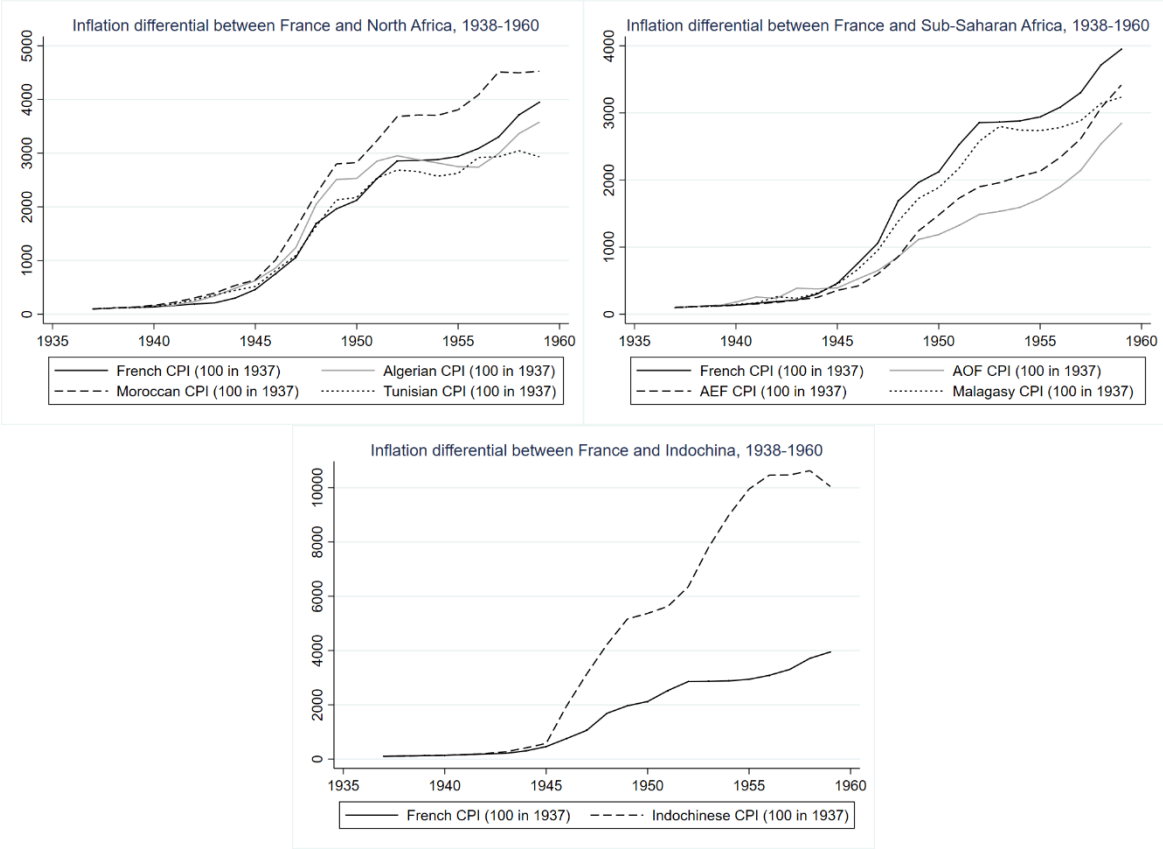 Inflation differential between France and North Africa, 1938-1960
5000
4000
3000
2000
1000
0
1935 1940 1945 1950 1955 1960
French CPI (100 in 1937) Algerian CPI (100 in 1937)
Moroccan CPI (100 in 1937) Tunisian CPI (100 in 1937)
Inflation differential between France and Sub-Saharan Africa, 1938-1960
4000
3000
2000
1000
0
1935 1940 1945 1950 1955 1960
French CPI (100 in 1937) AOF CPI (100 in 1937)
AEF CPI (100 in 1937) Malagasy CPI (100 in 1937)
Inflation differential between France and Indochina, 1938-1960
10000
8000
6000
4000
2000
0
1935 1940 1945 1950 1955 1960
French CPI (100 in 1937) Indochinese CPI (100 in 1937)